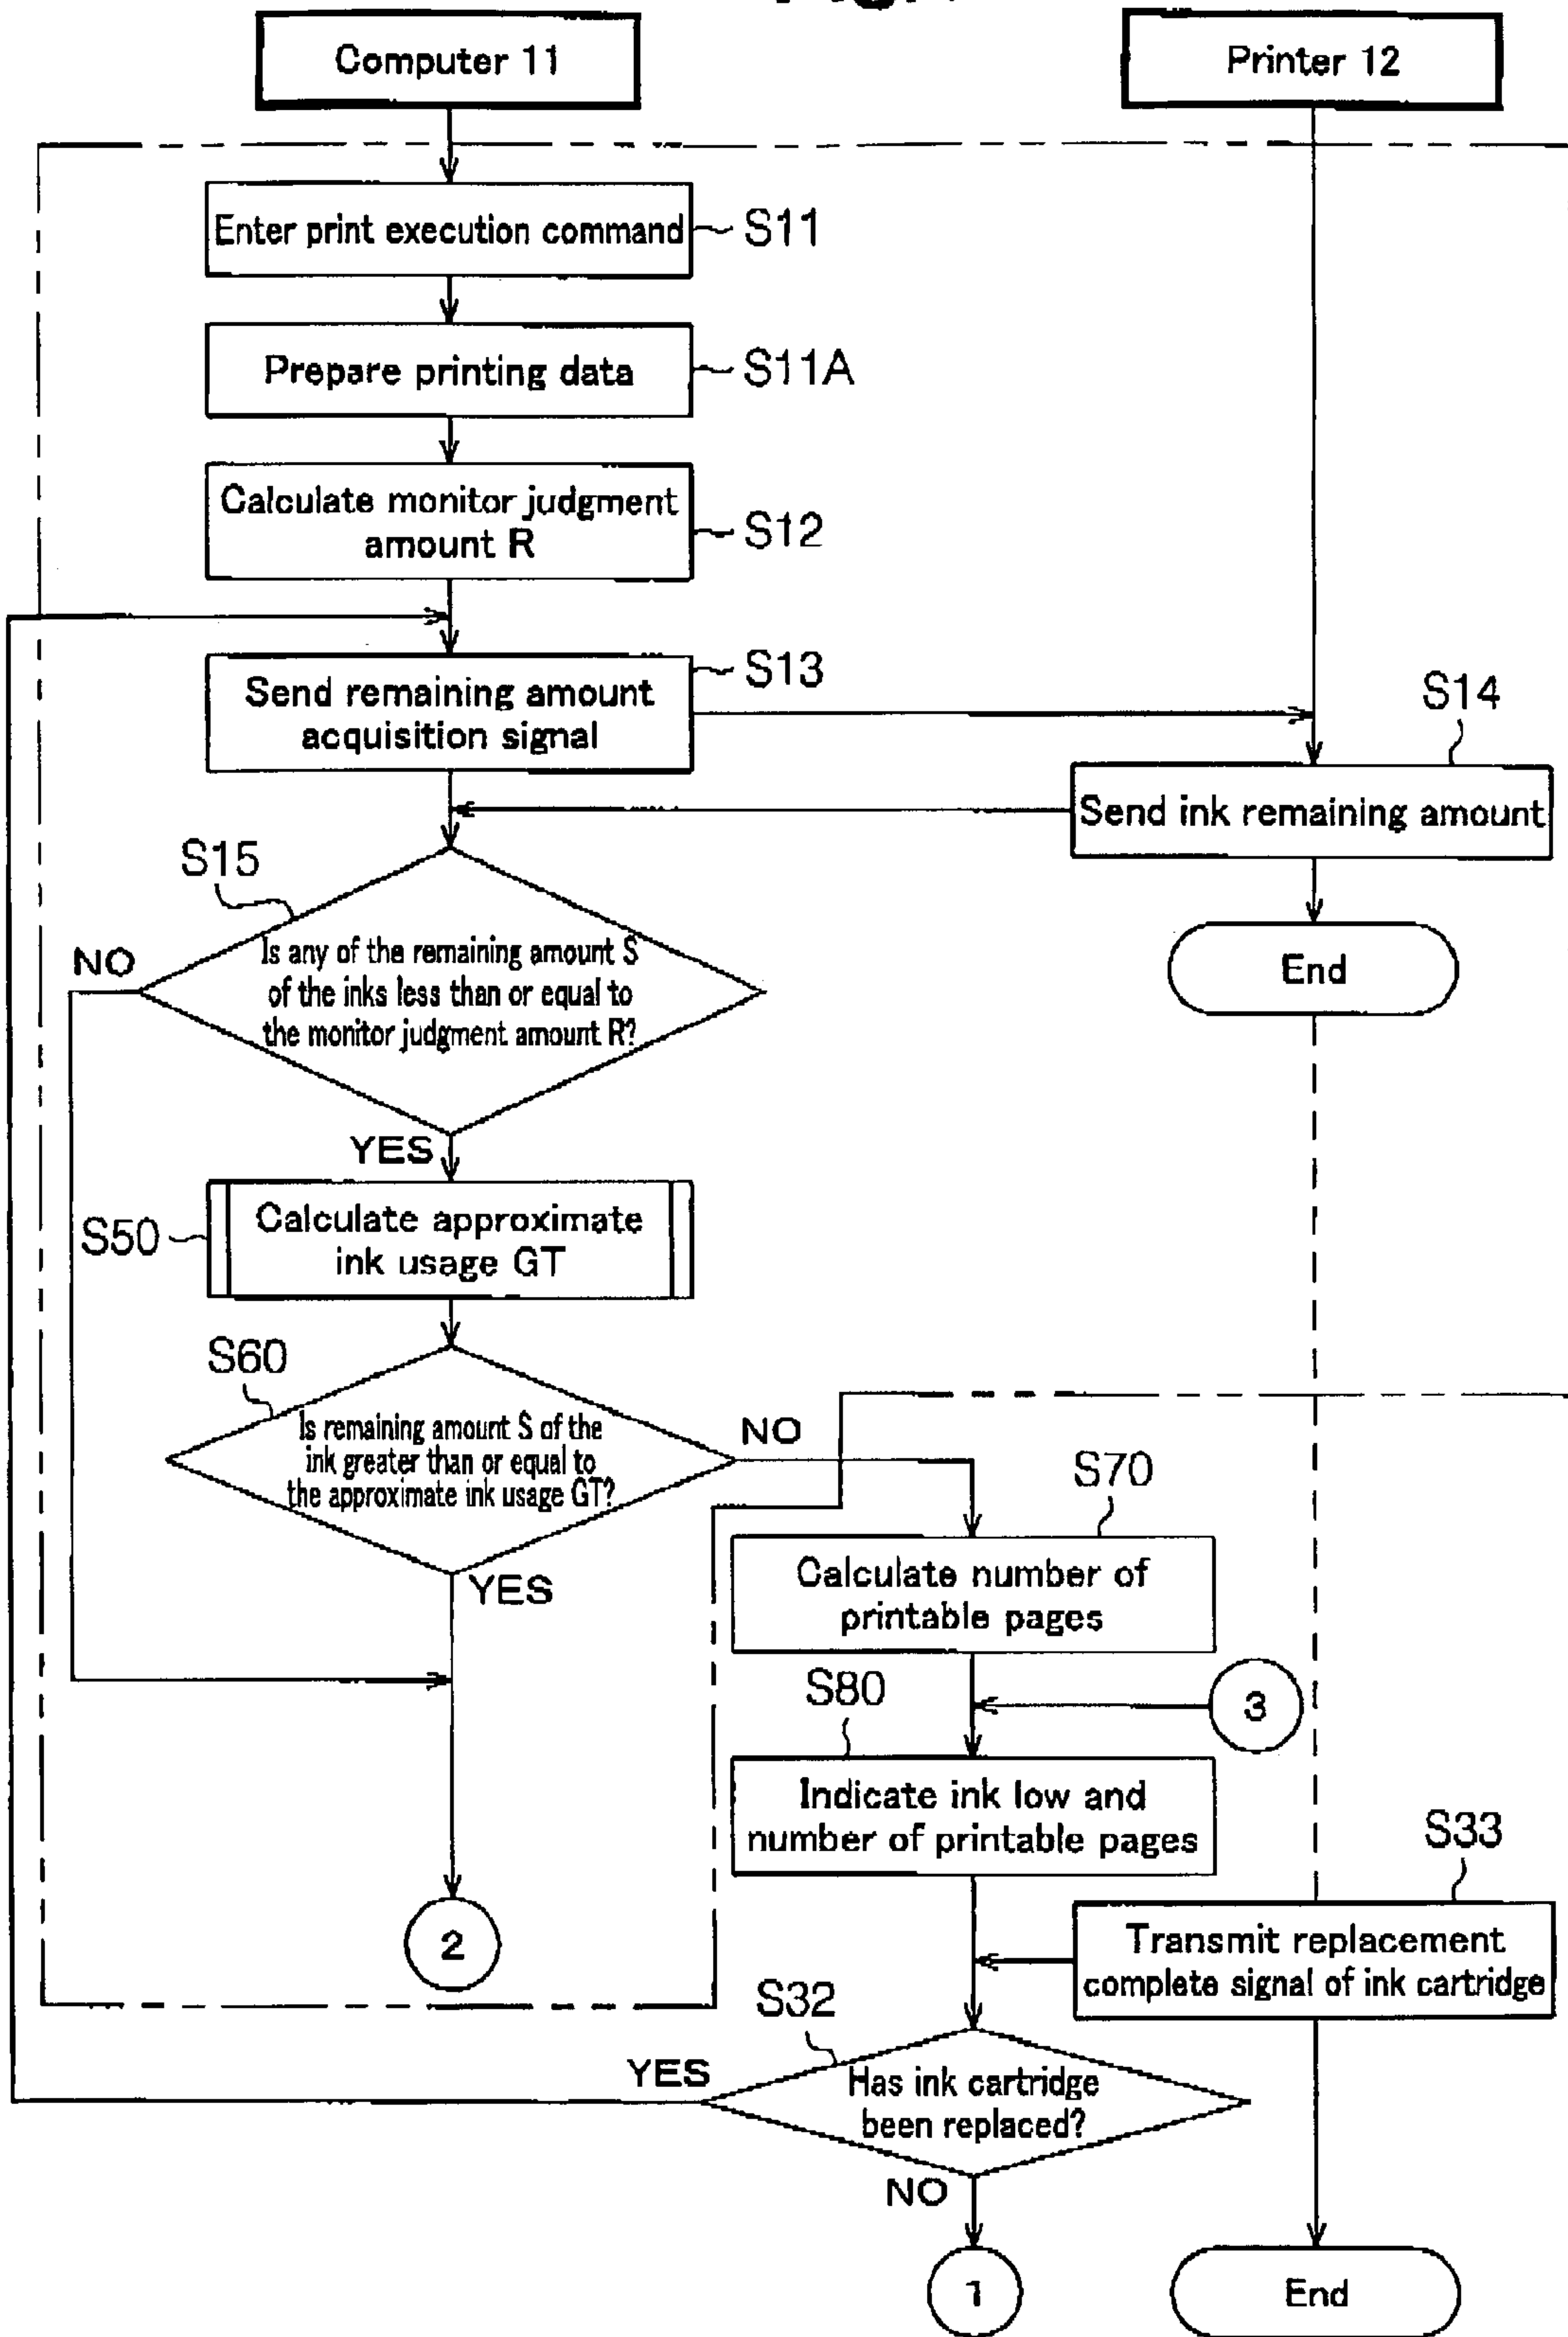 Computer 11
Printer 12
Enter print execution command
S11
Prepare printing data
S11A
Calculate monitor judgment
amount R
S12
Send remaining amount
acquisition signal
S13
S14
Send ink remaining amount
End
S15
NO
Is any of the remaining amount S
of the inks less than or equal to
the monitor judgment amount R?
YES
S50
Calculate approximate
ink usage GT
S60
Is remaining amount S of the
ink greater than or equal to
the approximate ink usage GT?
NO
YES
S70
Calculate number of
printable pages
3
S80
Indicate ink low and
number of printable pages
2
S33
Transmit replacement
complete signal of ink cartridge
S32
YES
Has ink cartridge
been replaced?
NO
1
End